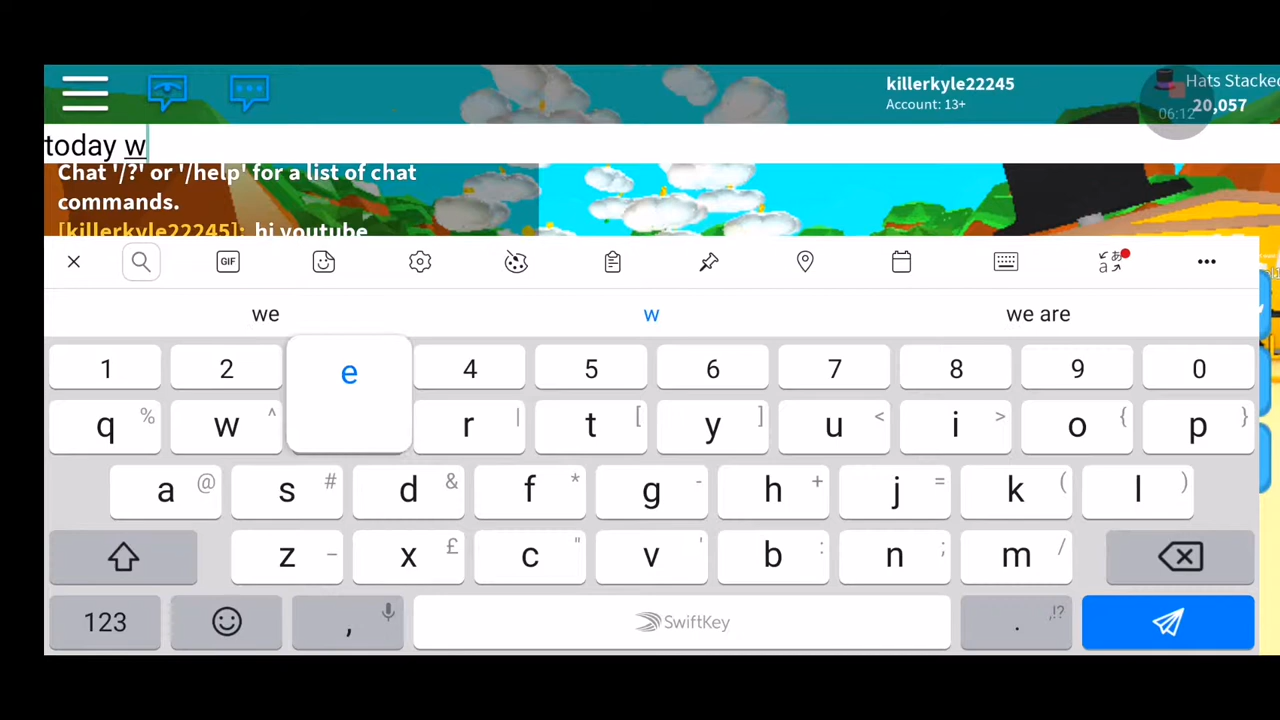 killerkyle22245
Account: 13+
Hats Stacked
20,057
06:12
today w
Chat '/?' or '/help' for a list of chat
commands.
[killerkyle22245]: hi youtube
GIF
we w we are
1 2 e 4 5 6 7 8 9 0
q % w ^ r | t [ y ] u < i > o { p }
a @ s # d & f * g - h + j = k ( l )
z _ x £ c " v ' b : n ; m /
123 , SwiftKey . ,!?